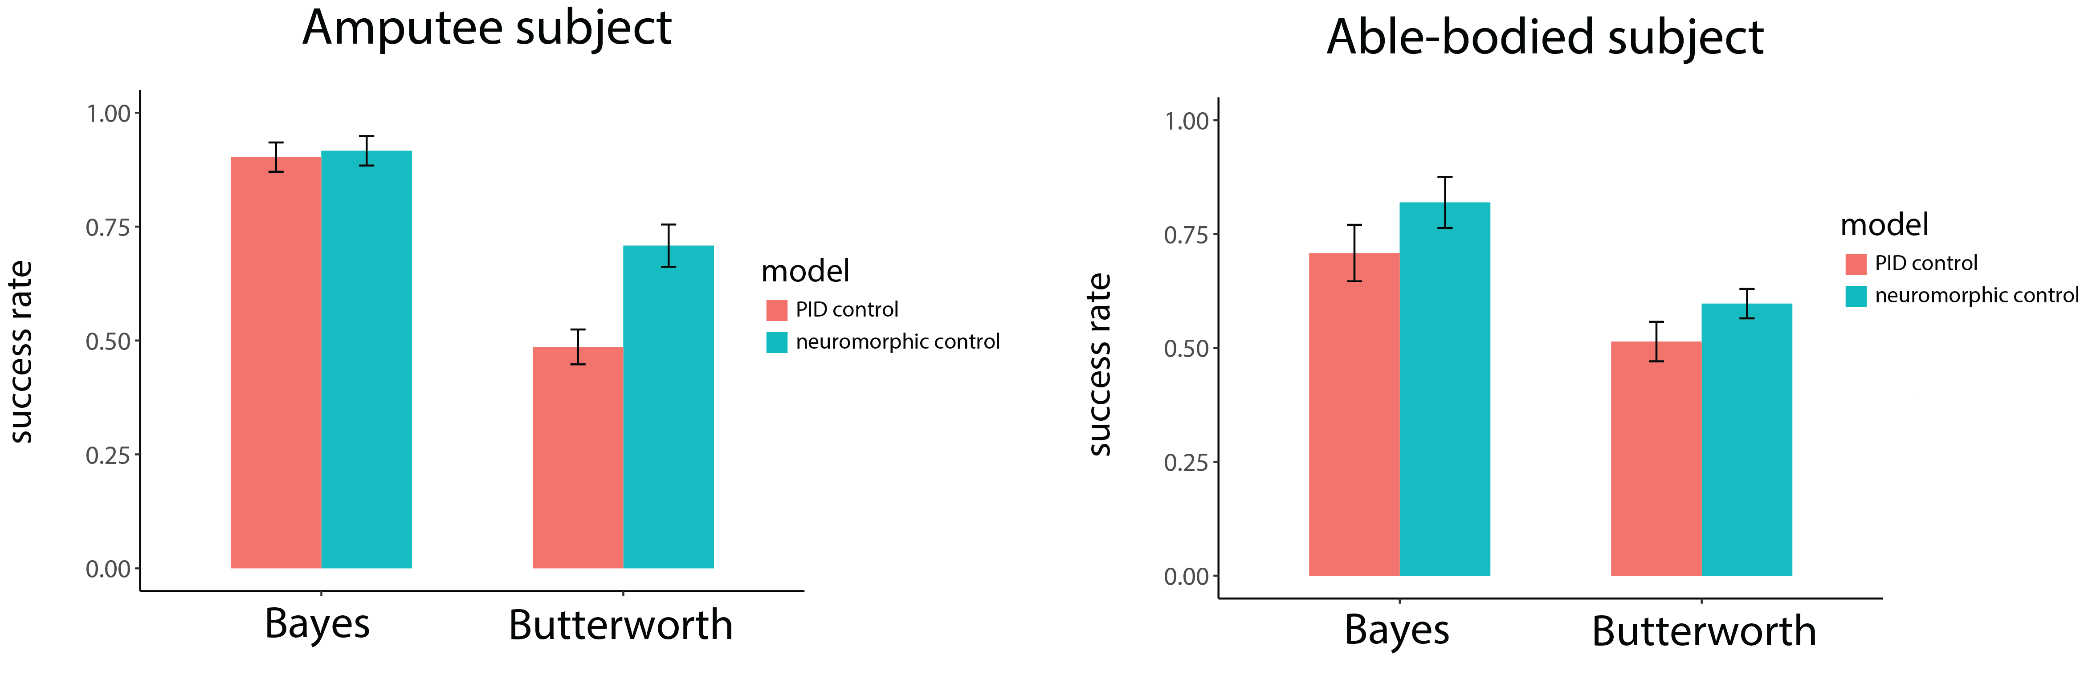 Amputee subject
success rate
1.00
0.75
0.50
0.25
0.00
Bayes
Butterworth
model
PID control
neuromorphic control
Able-bodied subject
success rate
1.00
0.75
0.50
0.25
0.00
Bayes
Butterworth
model
PID control
neuromorphic control